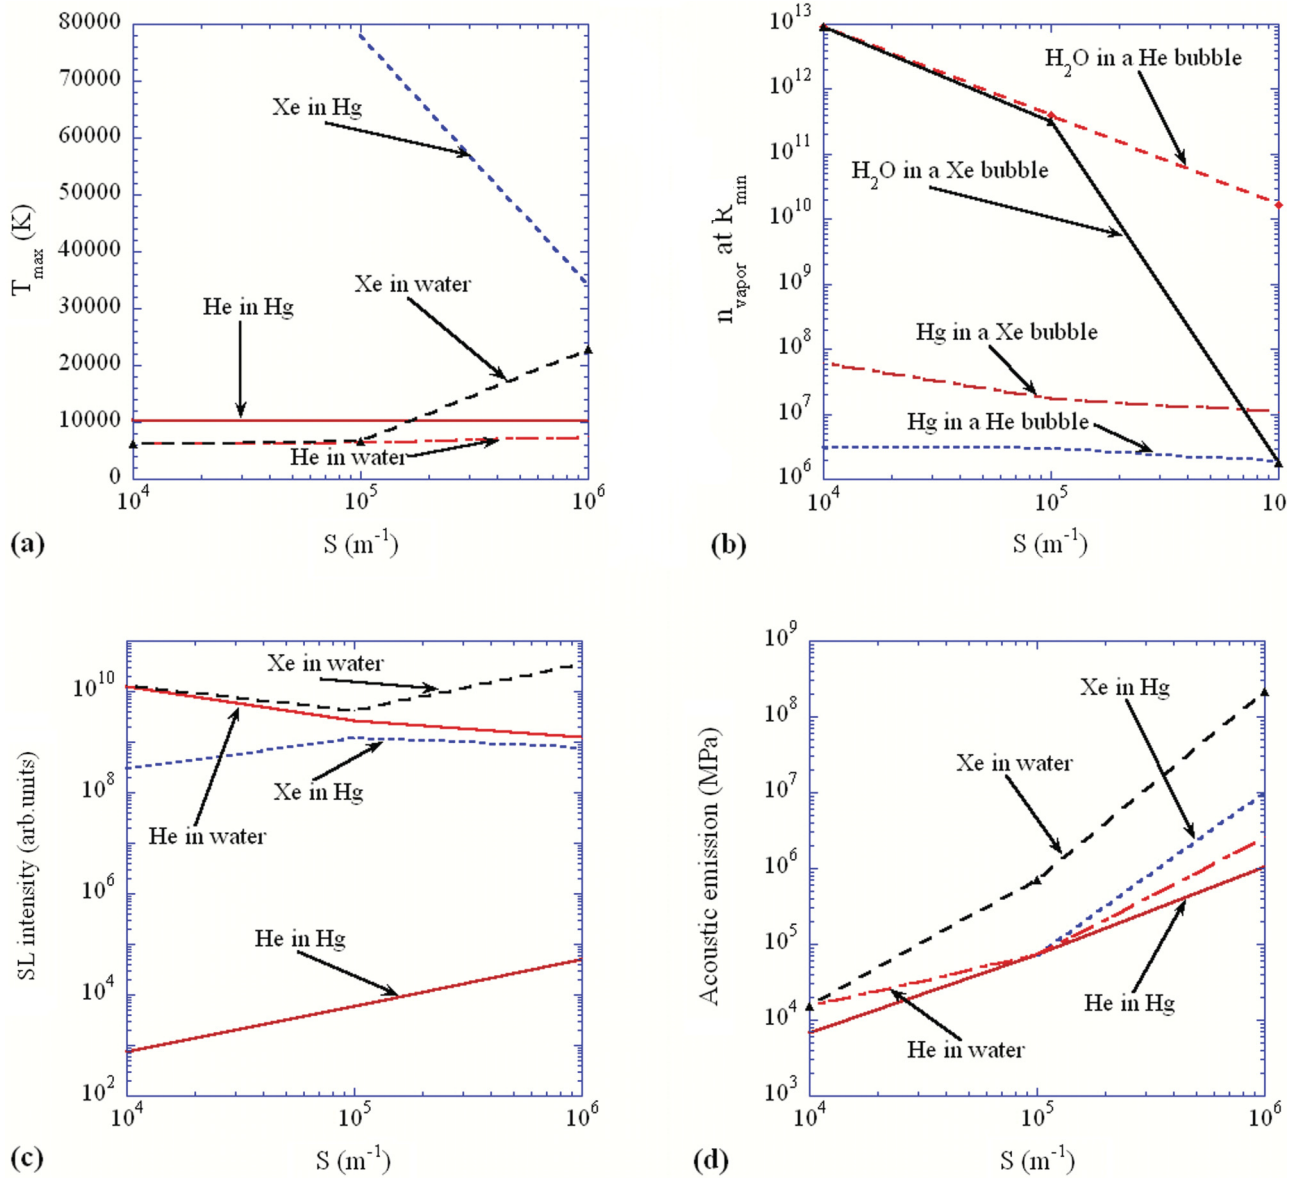 80000
70000
60000
50000
40000
30000
20000
10000
0
T_max (K)
Xe in Hg
Xe in water
He in Hg
He in water
10^4
10^5
10^6
(a)
S (m^-1)
10^13
10^12
10^11
10^10
10^9
10^8
10^7
10^6
n_vapor at R_min
H_2O in a He bubble
H_2O in a Xe bubble
Hg in a Xe bubble
Hg in a He bubble
10^4
10^5
10
(b)
S (m^-1)
10^10
10^8
10^6
10^4
10^2
SL intensity (arb.units)
Xe in water
Xe in Hg
He in water
He in Hg
10^4
10^5
10^6
(c)
S (m^-1)
10^9
10^8
10^7
10^6
10^5
10^4
10^3
Acoustic emission (MPa)
Xe in Hg
Xe in water
He in Hg
He in water
10^4
10^5
10^6
(d)
S (m^-1)